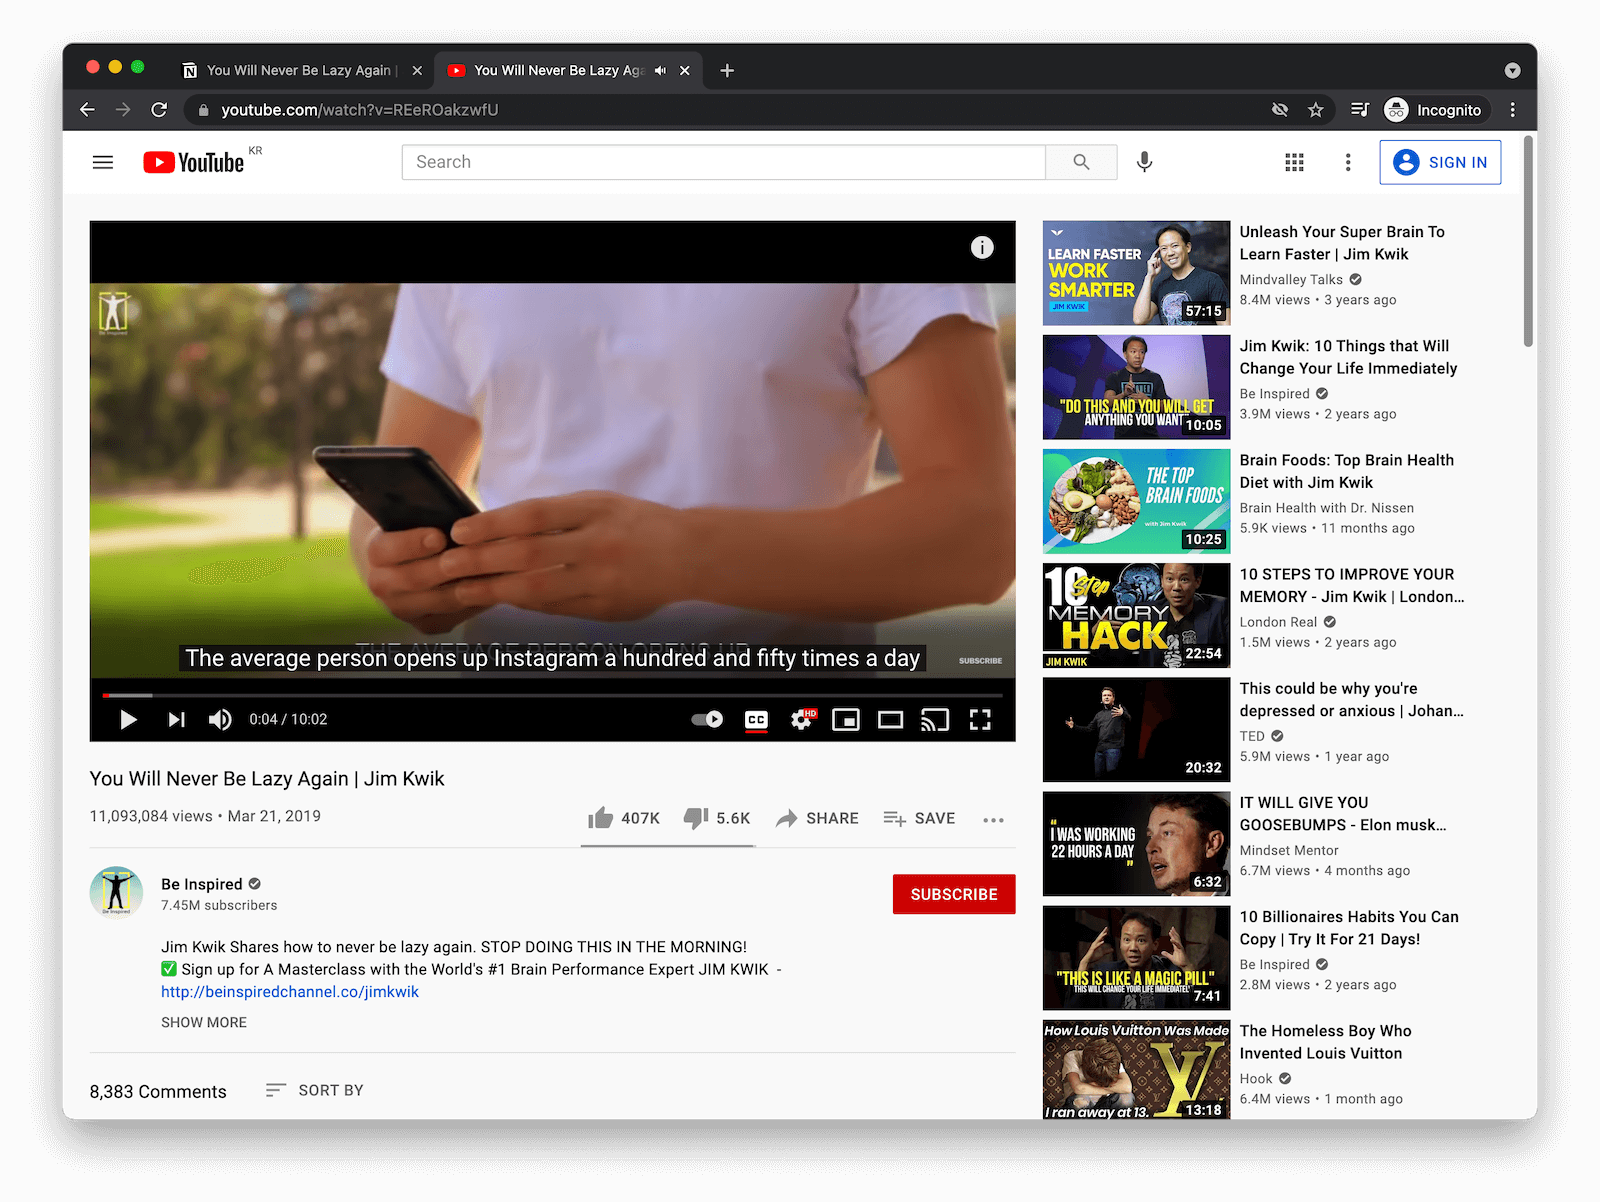 You Will Never Be Lazy Again |
You Will Never Be Lazy Aga
youtube.com/watch?v=REeROakzwfU
Incognito
YouTube KR
Search
SIGN IN
Be Inspired
THE AVERAGE PERSON OPENS UP
The average person opens up Instagram a hundred and fifty times a day
SUBSCRIBE
0:04 / 10:02
CC
HD
You Will Never Be Lazy Again | Jim Kwik
11,093,084 views • Mar 21, 2019
407K
5.6K
SHARE
SAVE
Be Inspired
Be Inspired
7.45M subscribers
SUBSCRIBE
Jim Kwik Shares how to never be lazy again. STOP DOING THIS IN THE MORNING!
✅ Sign up for A Masterclass with the World's #1 Brain Performance Expert JIM KWIK -
http://beinspiredchannel.co/jimkwik
SHOW MORE
8,383 Comments
SORT BY
LEARN FASTER
WORK
SMARTER
JIM KWIK
57:15
Unleash Your Super Brain To
Learn Faster | Jim Kwik
Mindvalley Talks
8.4M views • 3 years ago
"DO THIS AND YOU WILL GET
ANYTHING YOU WANT"
10:05
Jim Kwik: 10 Things that Will
Change Your Life Immediately
Be Inspired
3.9M views • 2 years ago
THE TOP
BRAIN FOODS
with Jim Kwik
10:25
Brain Foods: Top Brain Health
Diet with Jim Kwik
Brain Health with Dr. Nissen
5.9K views • 11 months ago
10 Step
MEMORY
HACK
JIM KWIK
22:54
10 STEPS TO IMPROVE YOUR
MEMORY - Jim Kwik | London...
London Real
1.5M views • 2 years ago
20:32
This could be why you're
depressed or anxious | Johan...
TED
5.9M views • 1 year ago
"I WAS WORKING
22 HOURS A DAY"
6:32
IT WILL GIVE YOU
GOOSEBUMPS - Elon musk...
Mindset Mentor
6.7M views • 4 months ago
"THIS IS LIKE A MAGIC PILL"
THIS WILL CHANGE YOUR LIFE IMMEDIATELY
7:41
10 Billionaires Habits You Can
Copy | Try It For 21 Days!
Be Inspired
2.8M views • 2 years ago
How Louis Vuitton Was Made
I ran away at 13.
13:18
The Homeless Boy Who
Invented Louis Vuitton
Hook
6.4M views • 1 month ago